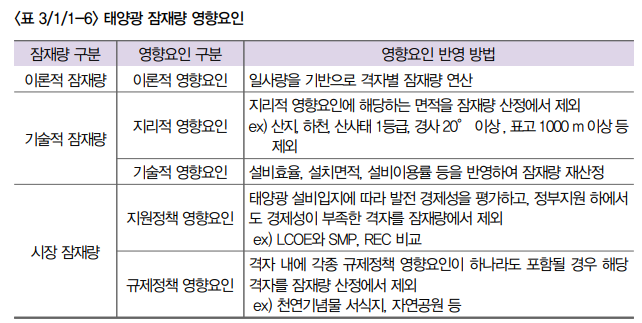 <표 3/1/1-6> 태양광 잠재량 영향요인
잠재량 구분 영향요인 구분 영향요인 반영 방법
이론적 잠재량 이론적 영향요인 일사량을 기반으로 격자별 잠재량 연산
기술적 잠재량
지리적 영향요인
지리적 영향요인에 해당하는 면적을 잠재량 산정에서 제외
ex) 산지, 하천, 산사태 1등급, 경사 20° 이상, 표고 1000 m 이상 등
제외
기술적 영향요인 설비효율, 설치면적, 설비이용률 등을 반영하여 잠재량 재산정
시장 잠재량
지원정책 영향요인
태양광 설비입지에 따라 발전 경제성을 평가하고, 정부지원 하에서
도 경제성이 부족한 격자를 잠재량에서 제외
ex) LCOE와 SMP, REC 비교
규제정책 영향요인
격자 내에 각종 규제정책 영향요인이 하나라도 포함될 경우 해당
격자를 잠재량 산정에서 제외
ex) 천연기념물 서식지, 자연공원 등